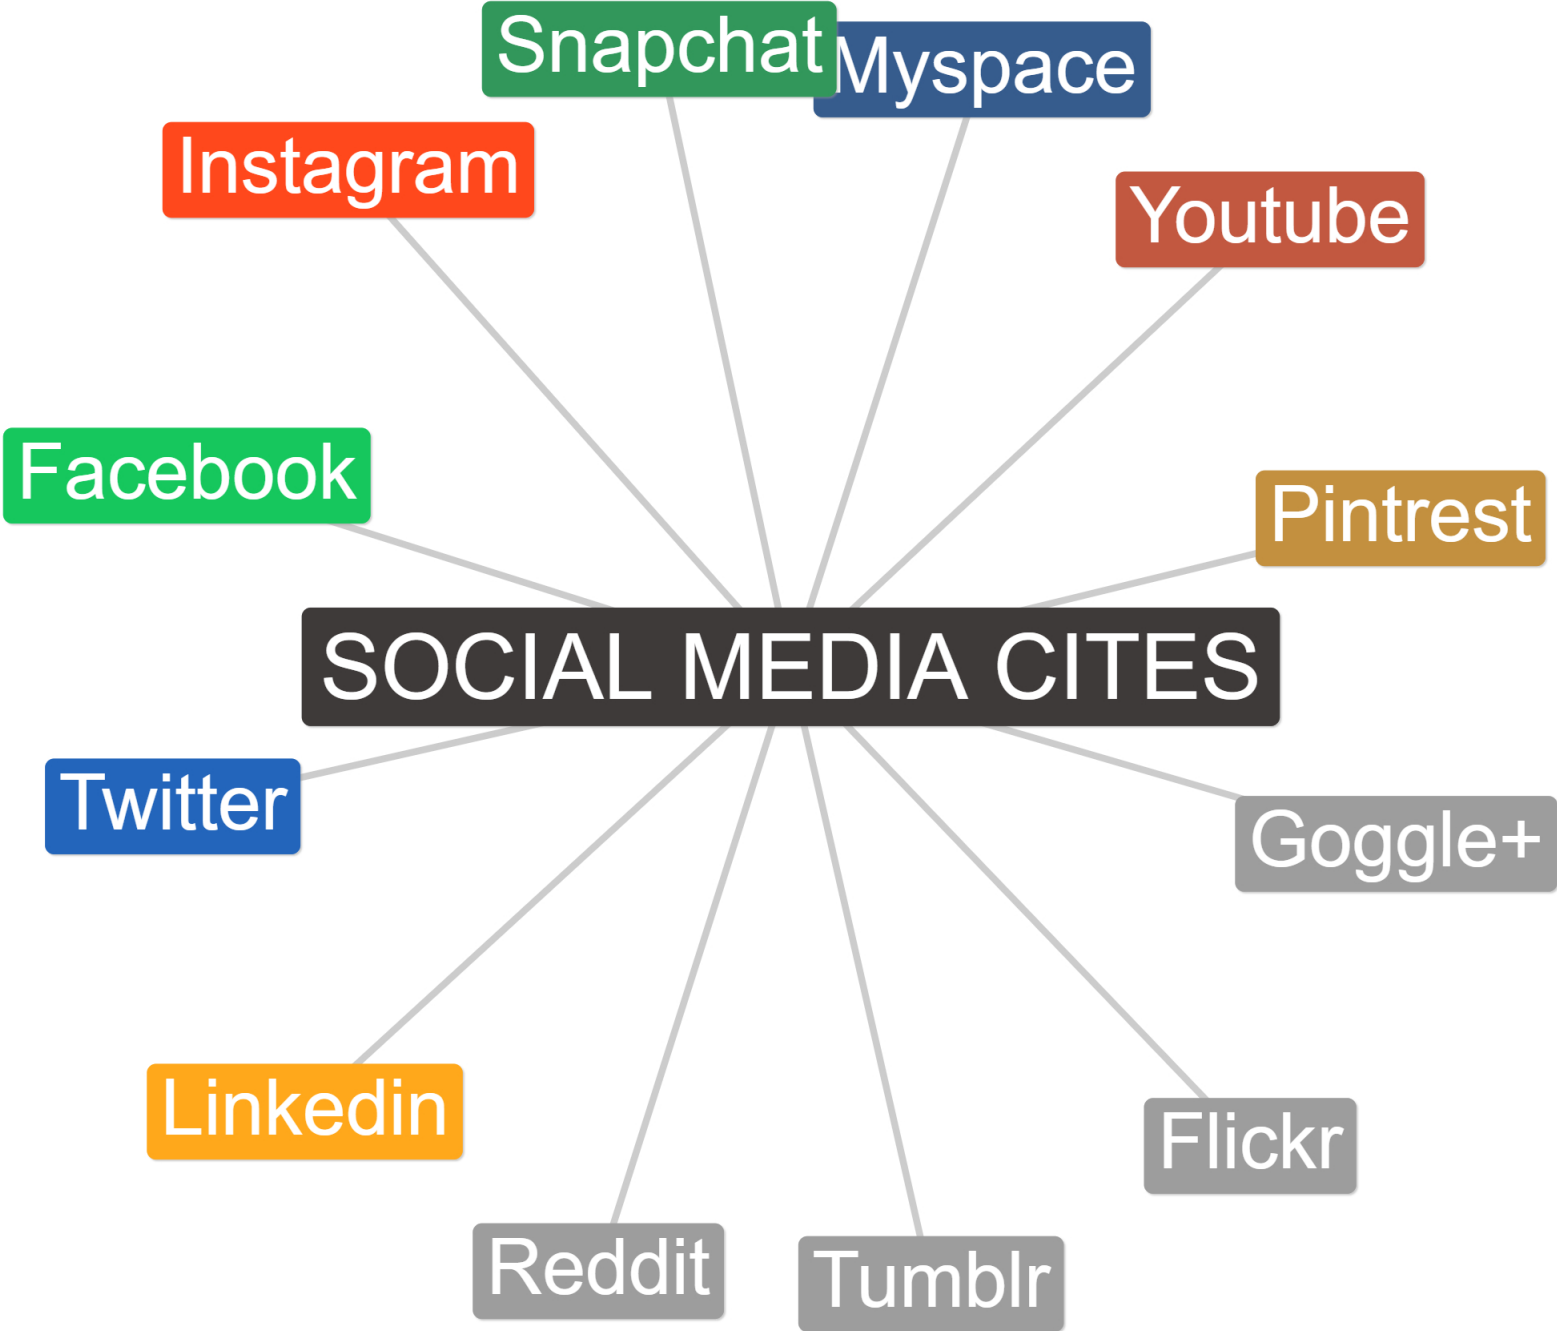 Snapchat
Myspace
Instagram
Youtube
Facebook
Pintrest
SOCIAL MEDIA CITES
Twitter
Goggle+
Linkedin
Flickr
Reddit
Tumblr